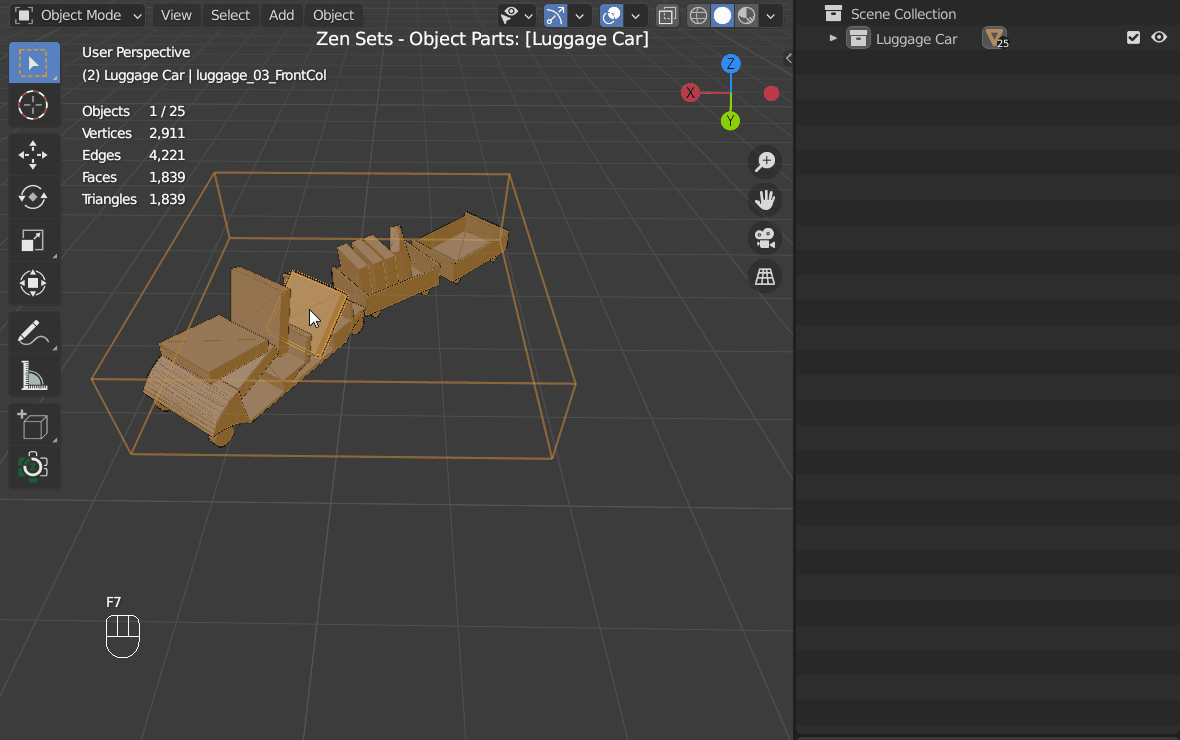 Object Mode View Select Add Object
Scene Collection
Zen Sets - Object Parts: [Luggage Car]
Luggage Car 25
User Perspective
(2) Luggage Car | luggage_03_FrontCol
Objects 1 / 25
Vertices 2,911
Edges 4,221
Faces 1,839
Triangles 1,839
Z
X
Y
F7